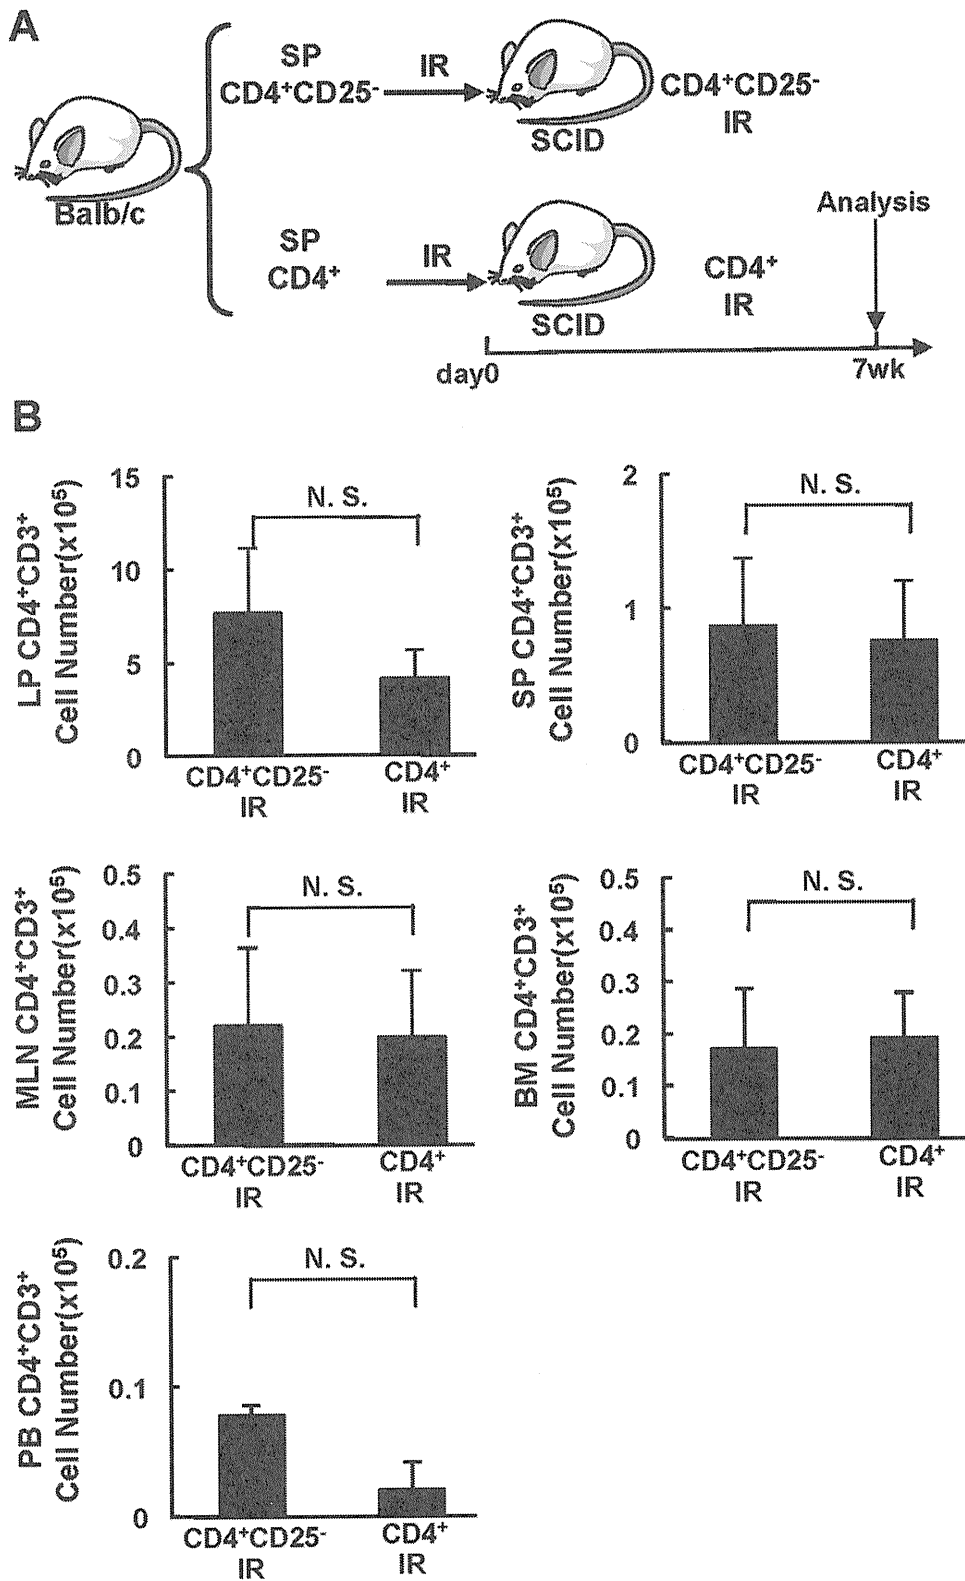 A
SP
CD4+CD25-
IR
SCID
CD4+CD25-
IR
Balb/c
SP
CD4+
IR
SCID
CD4+
IR
Analysis
day0
7wk
B
LP CD4+CD3+
Cell Number(x10⁵)
15
10
5
0
N. S.
CD4+CD25-
IR
CD4+
IR
SP CD4+CD3+
Cell Number(x10⁵)
2
1
0
N. S.
CD4+CD25-
IR
CD4+
IR
MLN CD4+CD3+
Cell Number(x10⁵)
0.5
0.4
0.3
0.2
0.1
0
N. S.
CD4+CD25-
IR
CD4+
IR
BM CD4+CD3+
Cell Number(x10⁵)
0.5
0.4
0.3
0.2
0.1
0
N. S.
CD4+CD25-
IR
CD4+
IR
PB CD4+CD3+
Cell Number(x10⁵)
0.2
0.1
0
N. S.
CD4+CD25-
IR
CD4+
IR